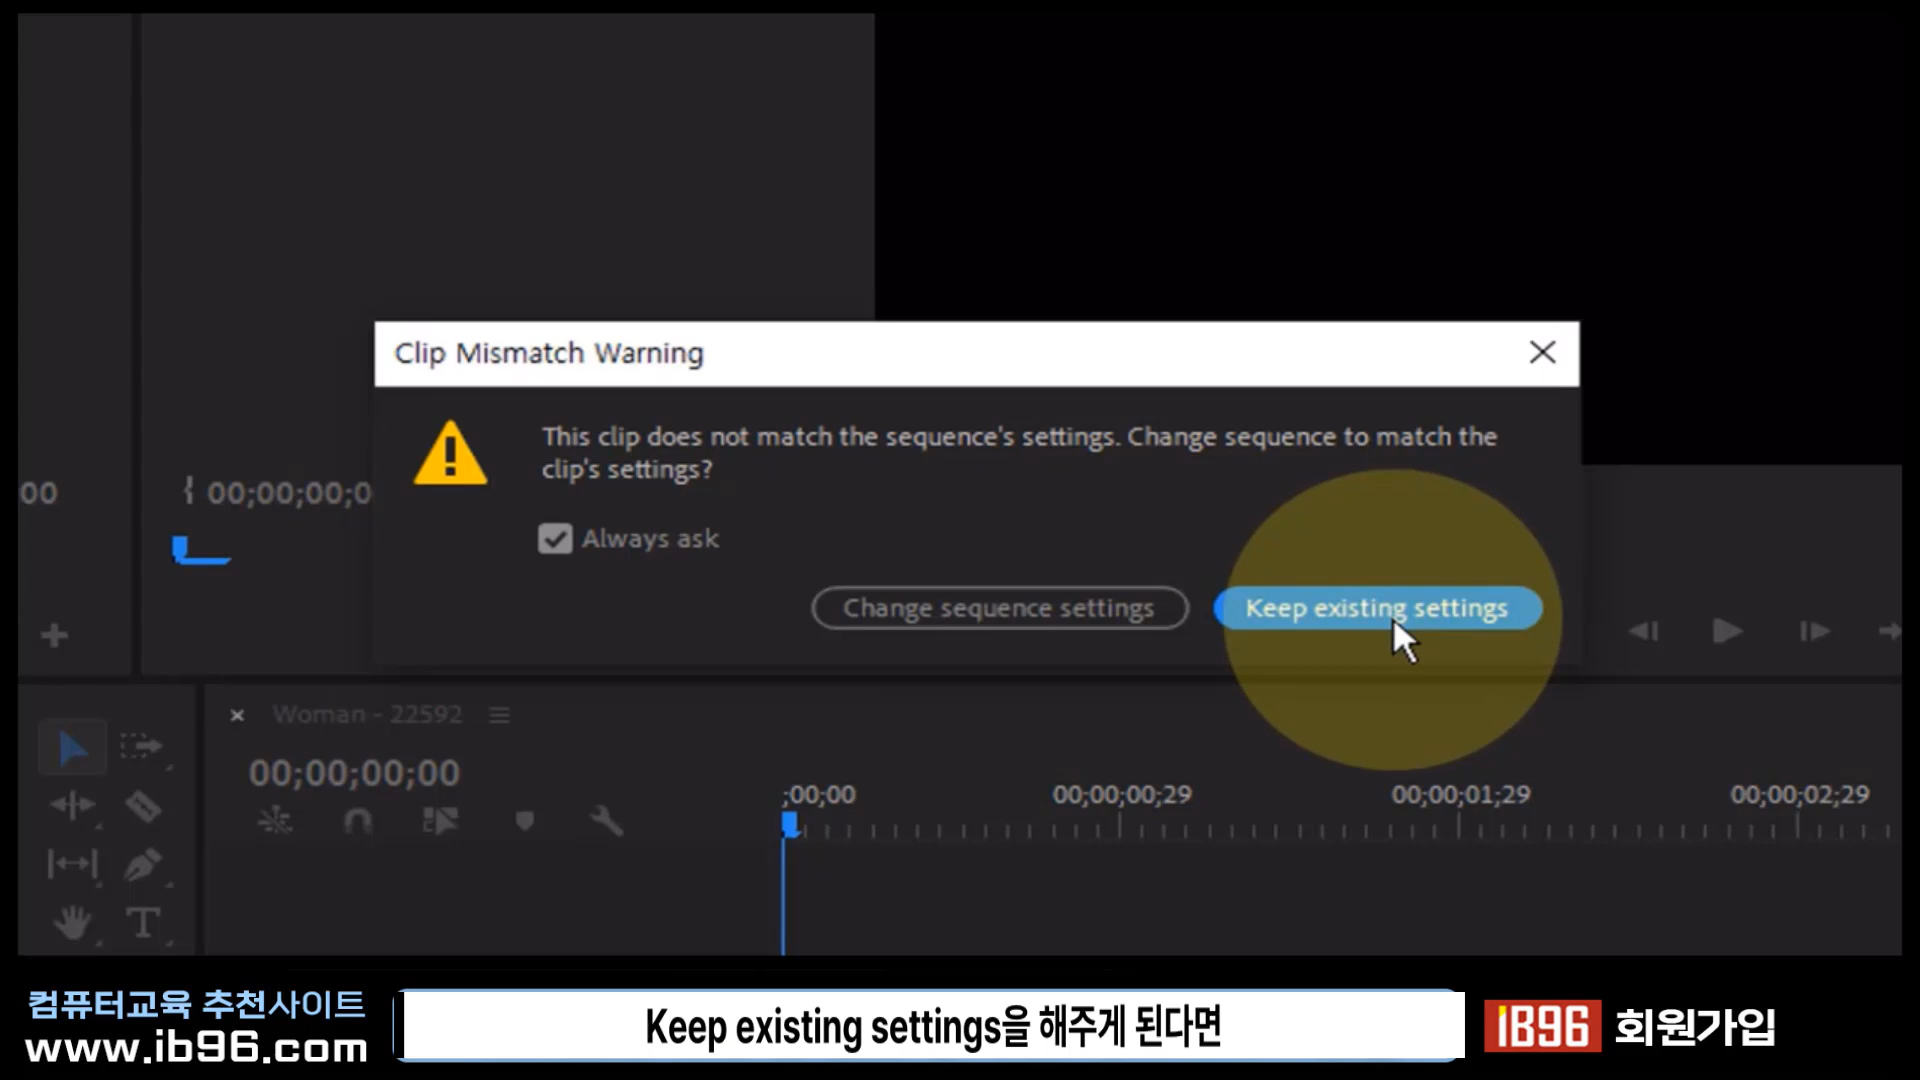 Clip Mismatch Warning
This clip does not match the sequence's settings. Change sequence to match the
clip's settings?
00
00;00;00;0
Always ask
Change sequence settings
Keep existing settings
Woman - 22592
00;00;00;00
;00;00
00;00;00;29
00;00;01;29
00;00;02;29
컴퓨터교육 추천사이트
www.ib96.com
Keep existing settings을 해주게 된다면
IB96 회원가입